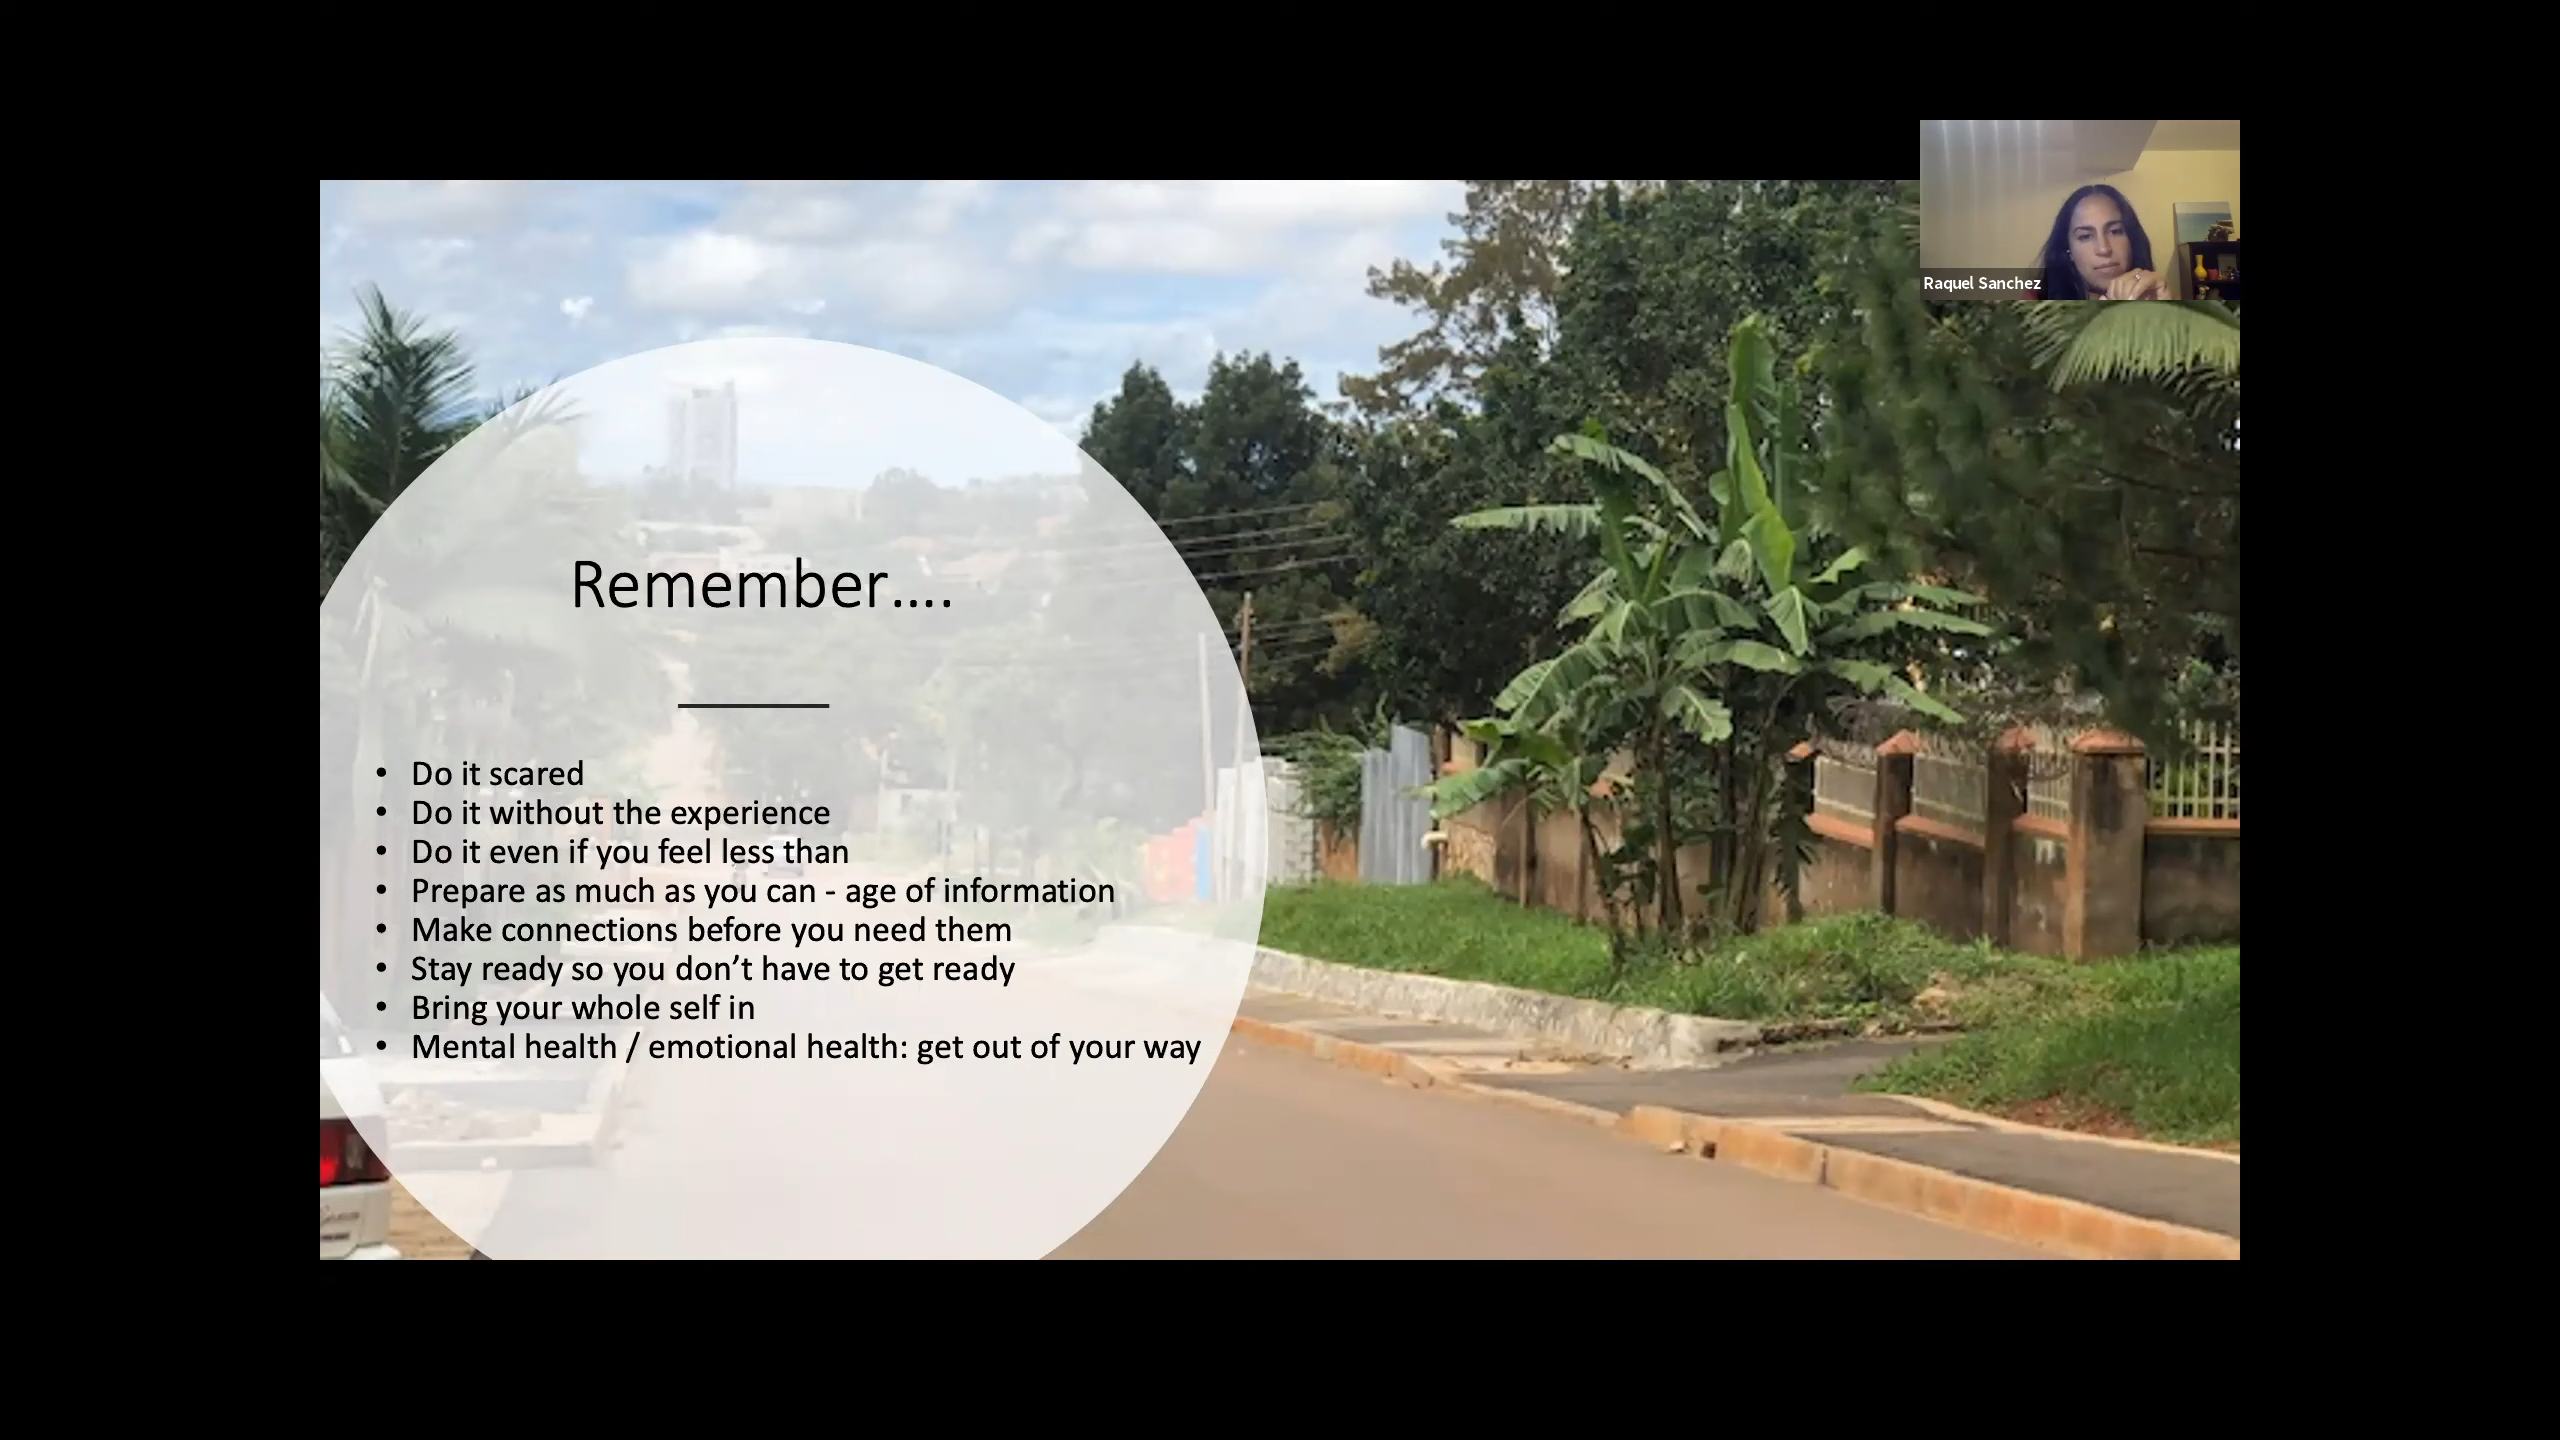 Raquel Sanchez
Remember....
• Do it scared
• Do it without the experience
• Do it even if you feel less than
• Prepare as much as you can - age of information
• Make connections before you need them
• Stay ready so you don’t have to get ready
• Bring your whole self in
• Mental health / emotional health: get out of your way